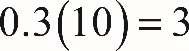 0.3(10) = 3